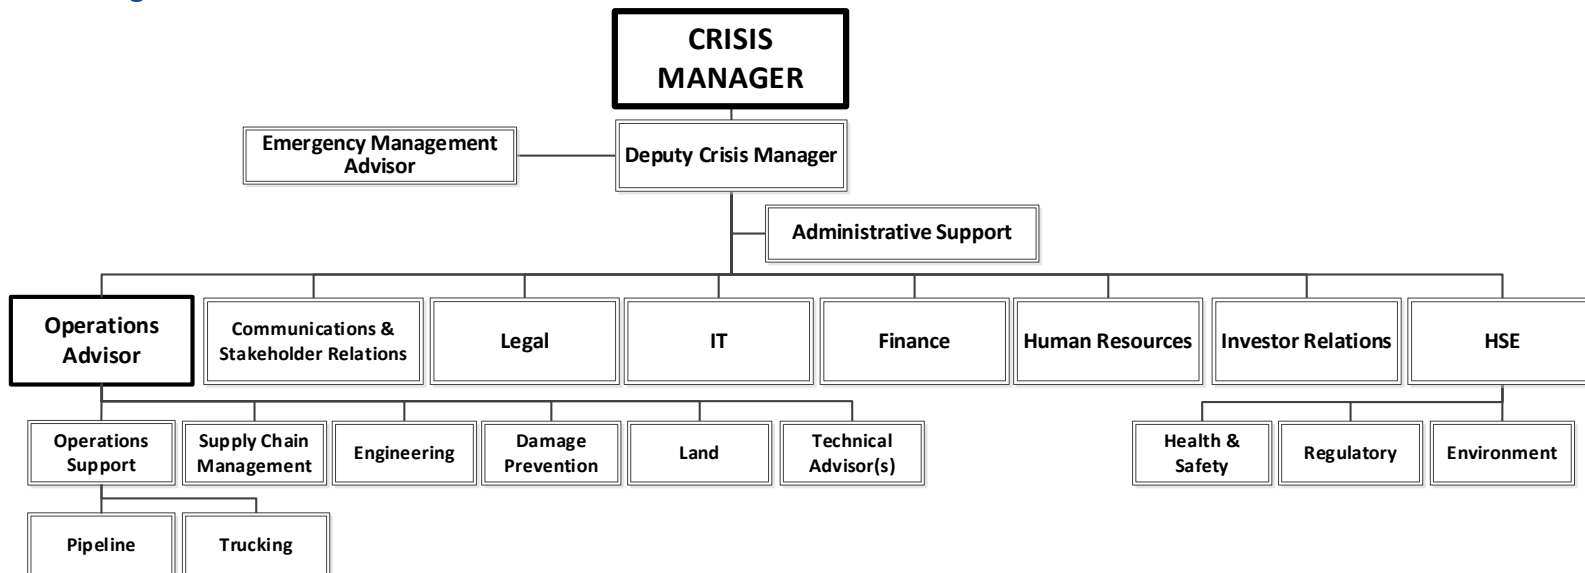 CRISIS
MANAGER
Emergency Management
Advisor
Deputy Crisis Manager
Administrative Support
Operations
Advisor
Communications &
Stakeholder Relations
Legal
IT
Finance
Human Resources
Investor Relations
HSE
Operations
Support
Supply Chain
Management
Engineering
Damage
Prevention
Land
Technical
Advisor(s)
Health &
Safety
Regulatory
Environment
Pipeline
Trucking